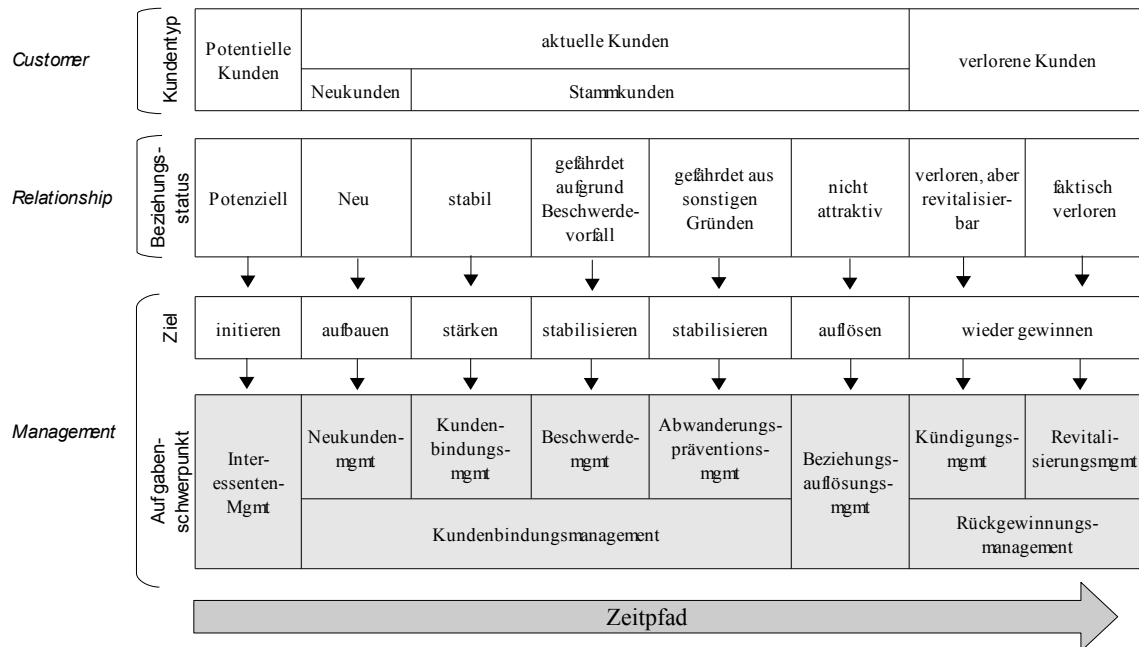 Customer
Kundentyp
Potentielle
Kunden
aktuelle Kunden
verlorene Kunden
Neukunden
Stammkunden
Relationship
Beziehungs-
status
Potenziell
Neu
stabil
gefährdet
aufgrund
Beschwerde-
vorfall
gefährdet aus
sonstigen
Gründen
nicht
attraktiv
verloren, aber
revitalisier-
bar
faktisch
verloren
Management
Ziel
initieren
aufbauen
stärken
stabilisieren
stabilisieren
auflösen
wieder gewinnen
Aufgaben-
schwerpunkt
Inter-
essenten-
Mgmt
Neukunden-
mgmt
Kunden-
bindungs-
mgmt
Beschwerde-
mgmt
Abwanderungs-
präventions-
mgmt
Beziehungs-
auflösungs-
mgmt
Kündigungs-
mgmt
Revitali-
sierungsmgmt
Kundenbindungsmanagement
Rückgewinnungs-
management
Zeitpfad